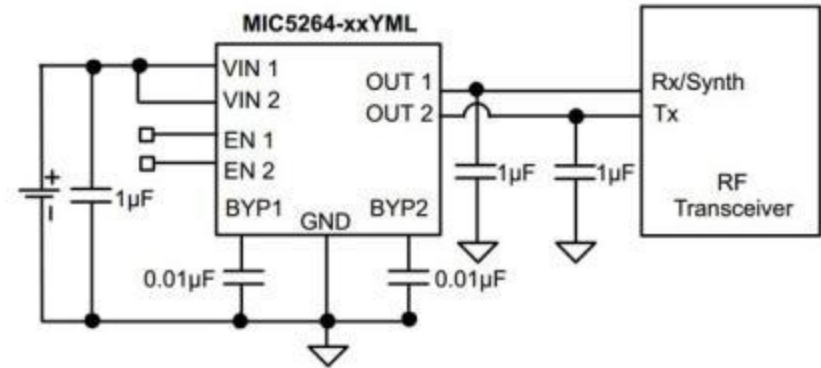 MIC5264-xxYML
VIN 1
VIN 2
EN 1
EN 2
BYP1
GND
BYP2
OUT 1
OUT 2
+
–
1µF
0.01µF
0.01µF
1µF
1µF
Rx/Synth
Tx
RF
Transceiver